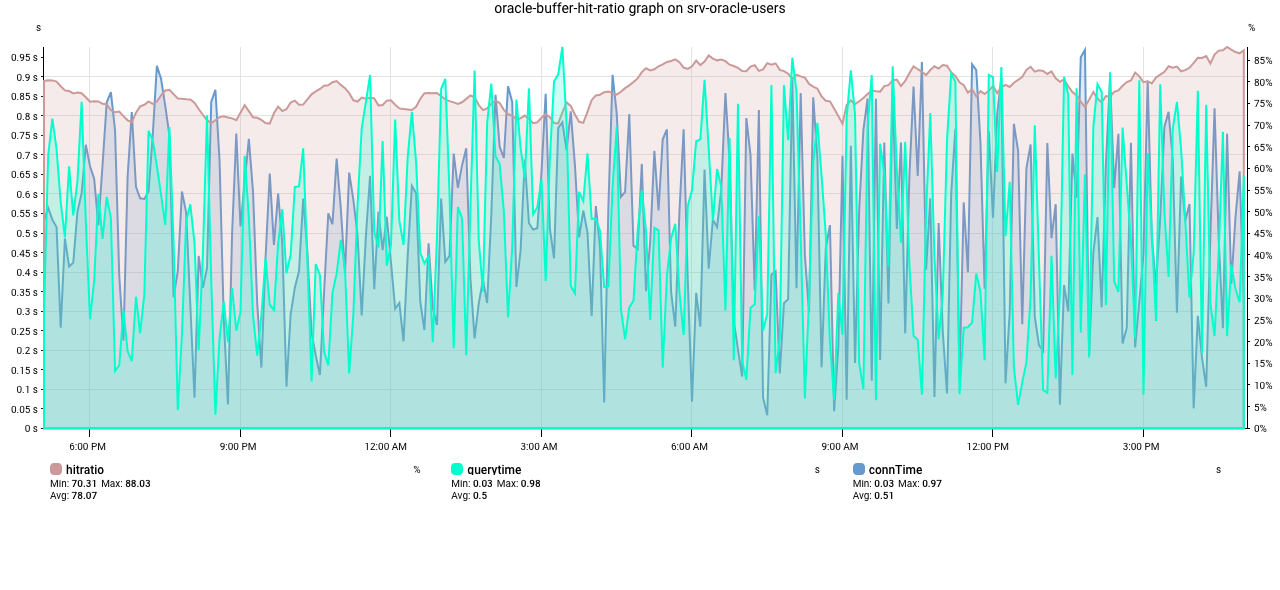 oracle-buffer-hit-ratio graph on srv-oracle-users
s %
0.95 s
0.9 s
0.85 s
0.8 s
0.75 s
0.7 s
0.65 s
0.6 s
0.55 s
0.5 s
0.45 s
0.4 s
0.35 s
0.3 s
0.25 s
0.2 s
0.15 s
0.1 s
0.05 s
0 s
85%
80%
75%
70%
65%
60%
55%
50%
45%
40%
35%
30%
25%
20%
15%
10%
5%
0%
6:00 PM 9:00 PM 12:00 AM 3:00 AM 6:00 AM 9:00 AM 12:00 PM 3:00 PM
hitratio %
Min: 70.31 Max: 88.03
Avg: 78.07
querytime s
Min: 0.03 Max: 0.98
Avg: 0.5
connTime s
Min: 0.03 Max: 0.97
Avg: 0.51